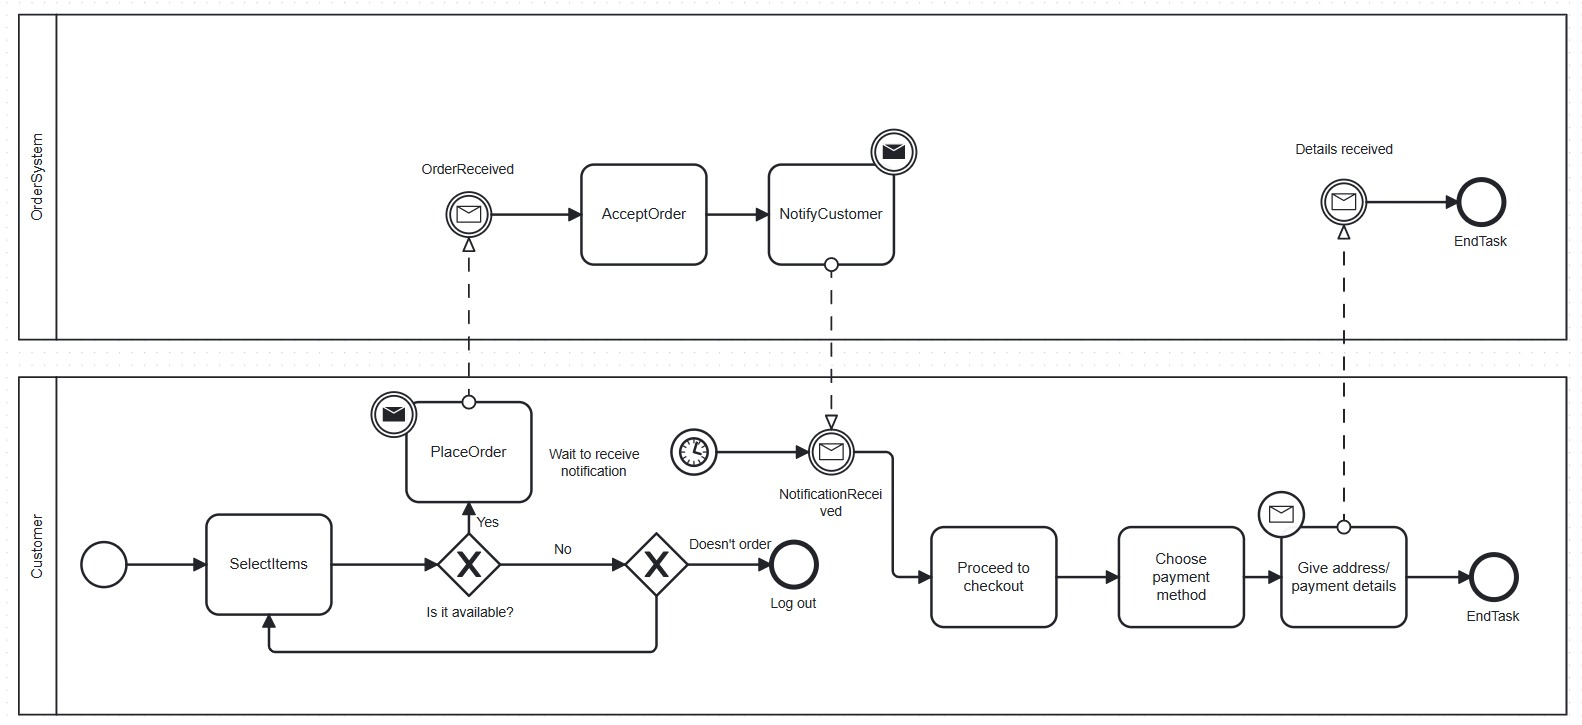 OrderSystem
OrderReceived
AcceptOrder
NotifyCustomer
Details received
EndTask
Customer
PlaceOrder
Wait to receive
notification
NotificationRecei
ved
Yes
SelectItems
No
Doesn't order
Is it available?
Log out
Proceed to
checkout
Choose
payment
method
Give address/
payment details
EndTask